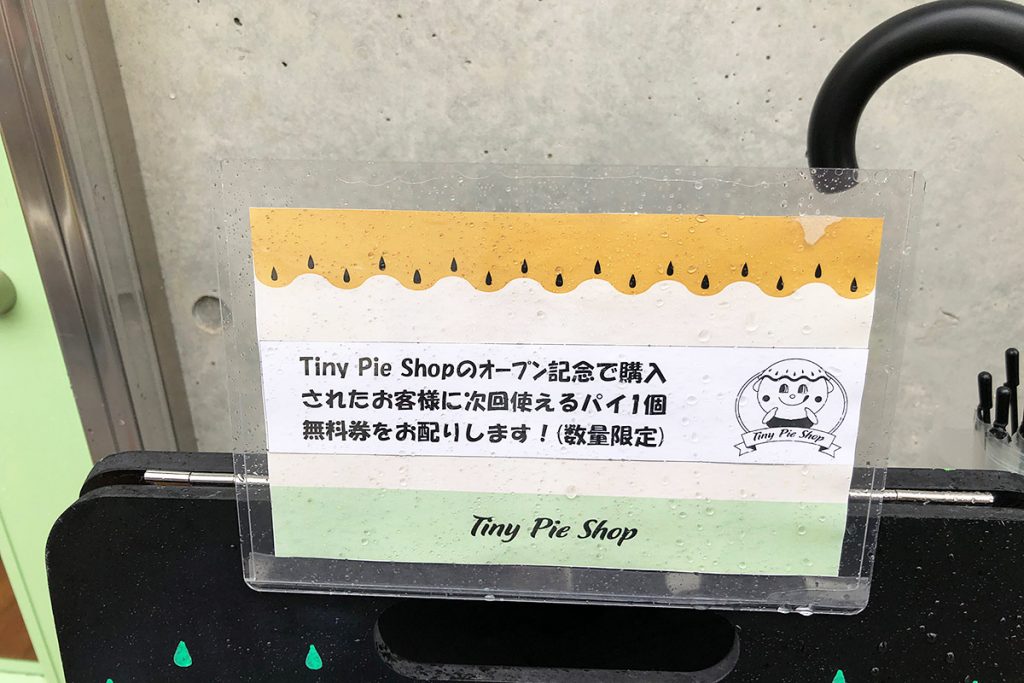 Tiny Pie Shopのオープン記念で購入
されたお客様に次回使えるパイ1個
無料券をお配りします！(数量限定)
Tiny Pie Shop
Tiny Pie Shop